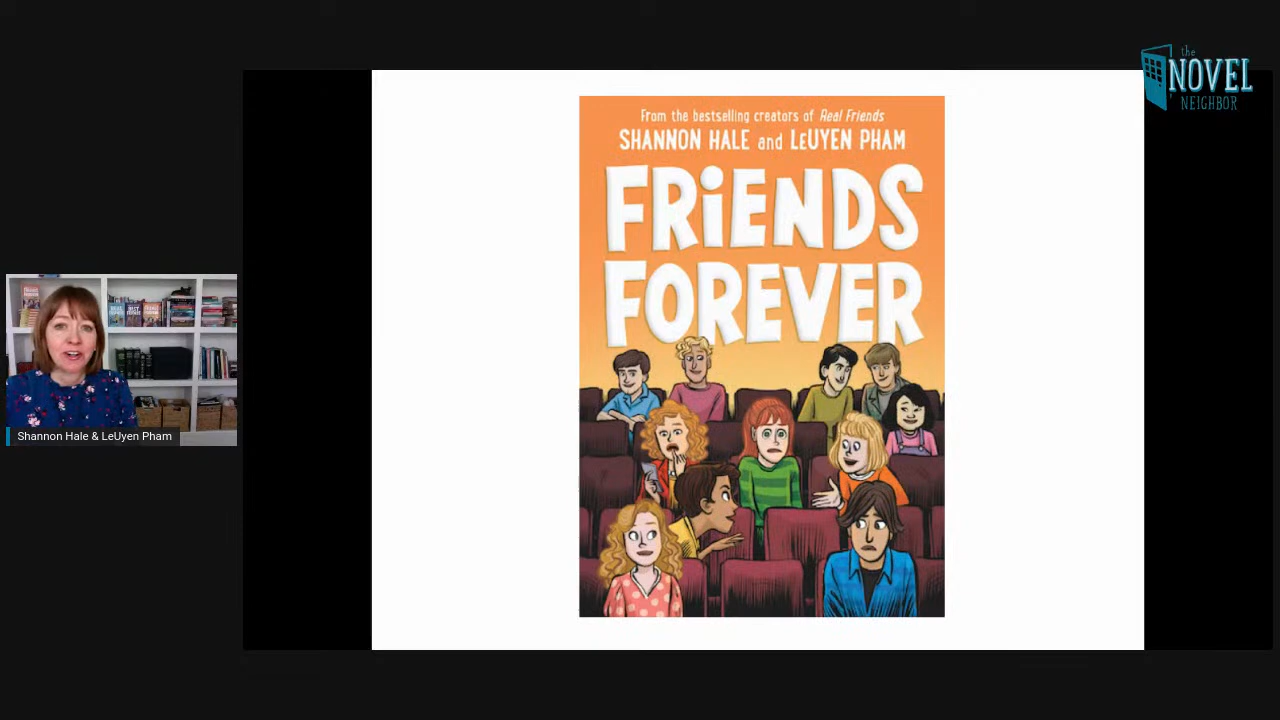 the
NOVEL
NEIGHBOR
From the bestselling creators of Real Friends
SHANNON HALE and LEUYEN PHAM
FRiENDS
FOREVER
Shannon Hale & LeUyen Pham